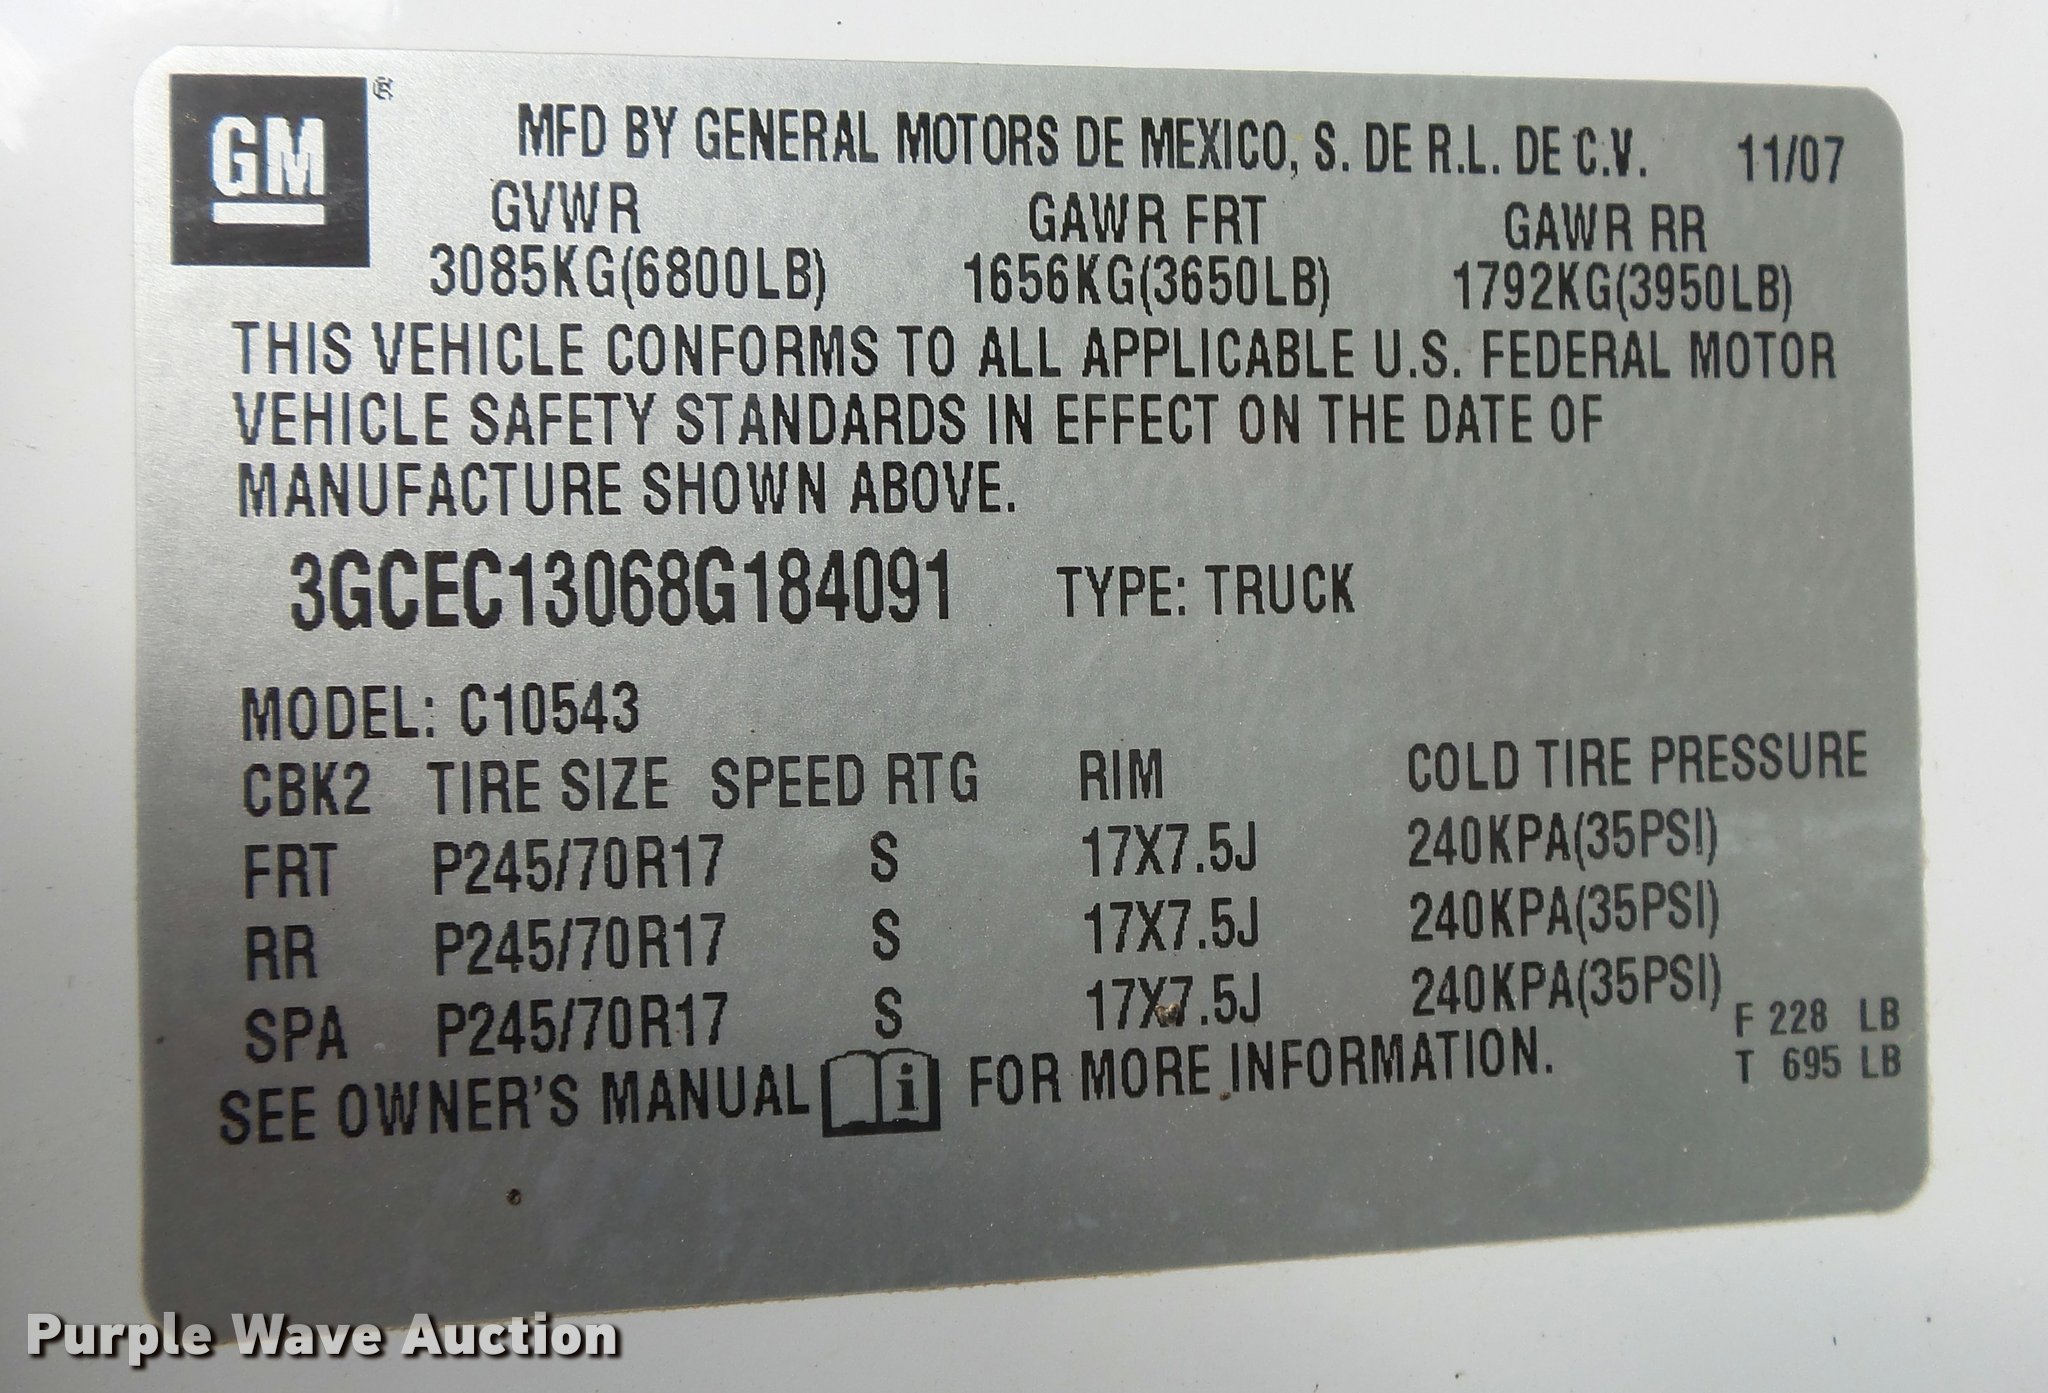 GM ®
MFD BY GENERAL MOTORS DE MEXICO, S. DE R.L. DE C.V. 11/07
GVWR GAWR FRT GAWR RR
3085KG(6800LB) 1656KG(3650LB) 1792KG(3950LB)
THIS VEHICLE CONFORMS TO ALL APPLICABLE U.S. FEDERAL MOTOR
VEHICLE SAFETY STANDARDS IN EFFECT ON THE DATE OF
MANUFACTURE SHOWN ABOVE.
3GCEC13068G184091 TYPE: TRUCK
MODEL: C10543
CBK2 TIRE SIZE SPEED RTG RIM COLD TIRE PRESSURE
FRT P245/70R17 S 17X7.5J 240KPA(35PSI)
RR P245/70R17 S 17X7.5J 240KPA(35PSI)
SPA P245/70R17 S 17X7.5J 240KPA(35PSI)
F 228 LB
T 695 LB
SEE OWNER'S MANUAL i FOR MORE INFORMATION.
Purple Wave Auction